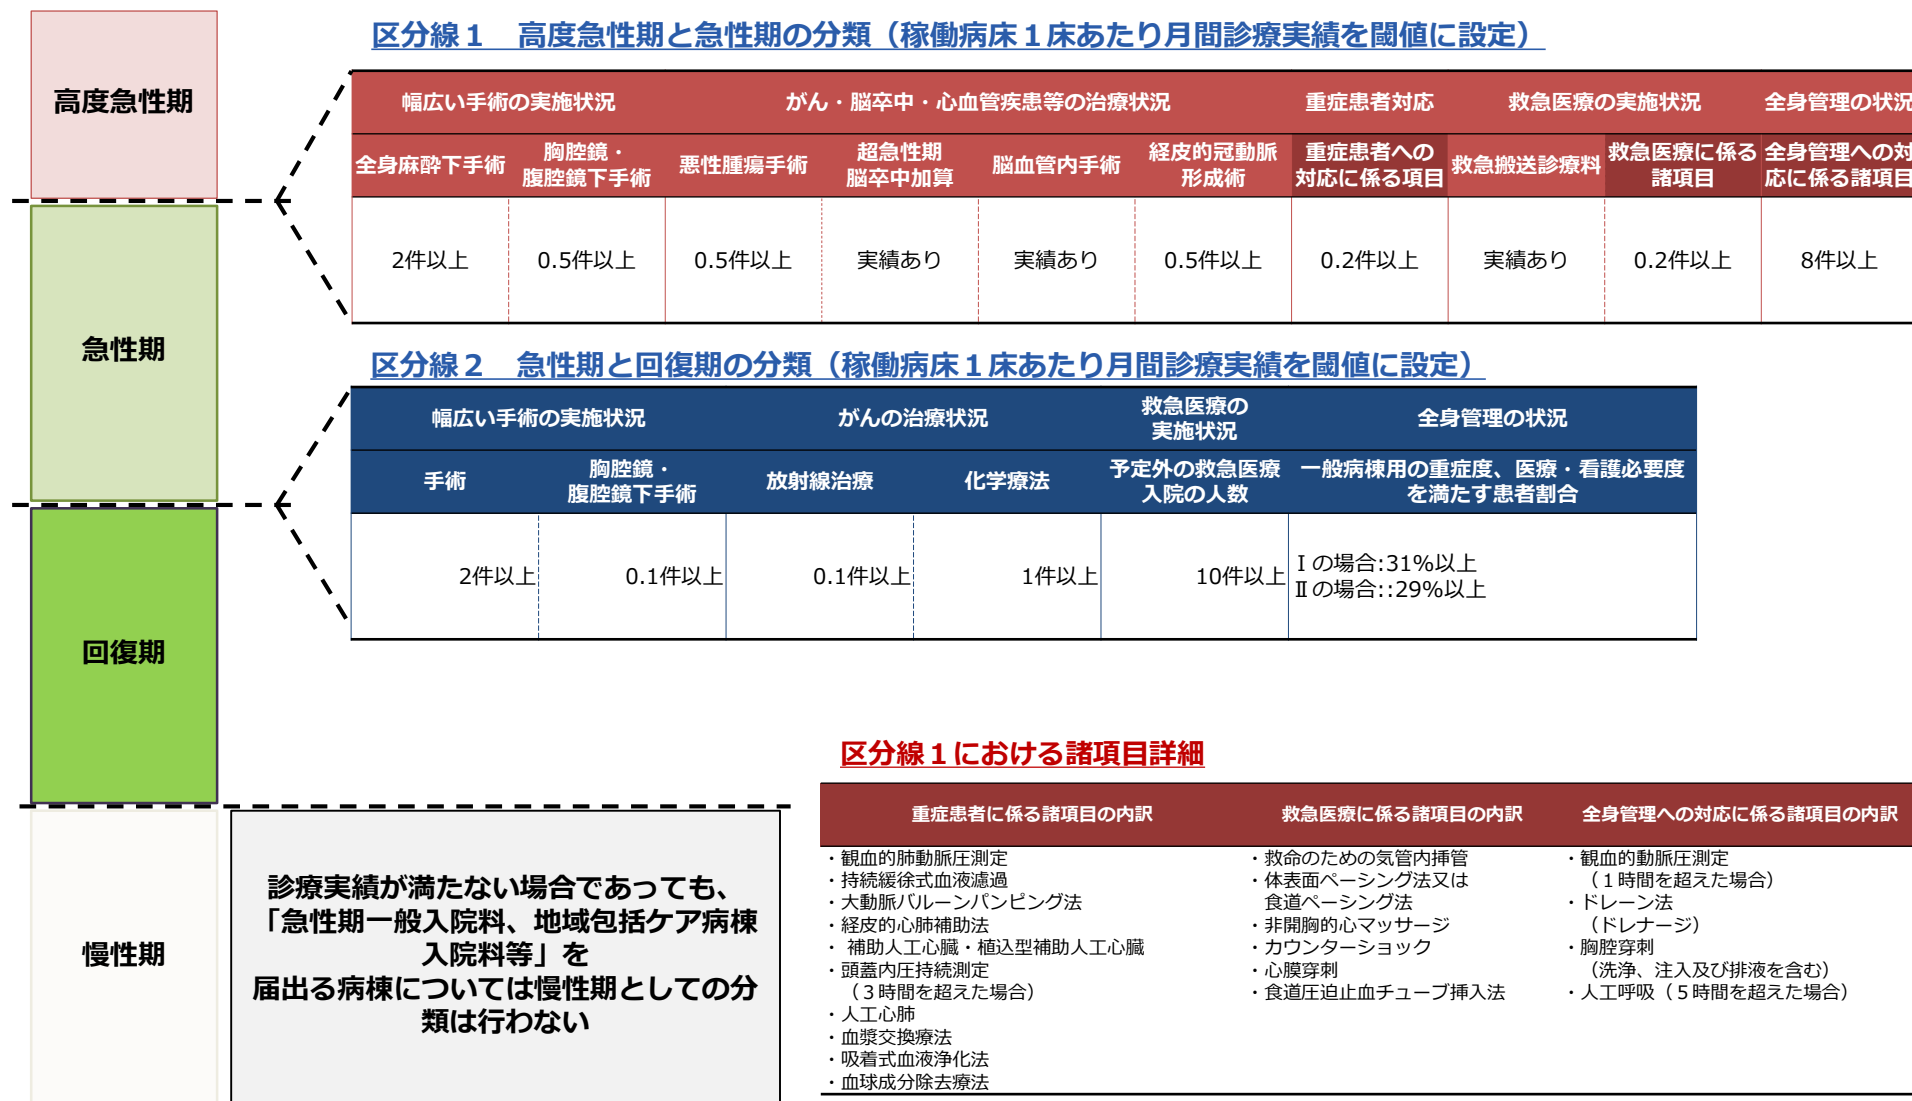 高度急性期
急性期
回復期
慢性期
区分線１　高度急性期と急性期の分類（稼働病床１床あたり月間診療実績を閾値に設定）
幅広い手術の実施状況
がん・脳卒中・心血管疾患等の治療状況
重症患者対応
救急医療の実施状況
全身管理の状況
全身麻酔下手術
胸腔鏡・
腹腔鏡下手術
悪性腫瘍手術
超急性期
脳卒中加算
脳血管内手術
経皮的冠動脈
形成術
重症患者への
対応に係る項目
救急搬送診療料
救急医療に係る
諸項目
全身管理への対
応に係る諸項目
2件以上
0.5件以上
0.5件以上
実績あり
実績あり
0.5件以上
0.2件以上
実績あり
0.2件以上
8件以上
区分線２　急性期と回復期の分類（稼働病床１床あたり月間診療実績を閾値に設定）
幅広い手術の実施状況
がんの治療状況
救急医療の
実施状況
全身管理の状況
手術
胸腔鏡・
腹腔鏡下手術
放射線治療
化学療法
予定外の救急医療
入院の人数
一般病棟用の重症度、医療・看護必要度
を満たす患者割合
2件以上
0.1件以上
0.1件以上
1件以上
10件以上
Ⅰの場合:31%以上
Ⅱの場合::29%以上
診療実績が満たない場合であっても、
「急性期一般入院料、地域包括ケア病棟
入院料等」を
届出る病棟については慢性期としての分
類は行わない
区分線１における諸項目詳細
重症患者に係る諸項目の内訳
救急医療に係る諸項目の内訳
全身管理への対応に係る諸項目の内訳
・観血的肺動脈圧測定
・持続緩徐式血液濾過
・大動脈バルーンパンピング法
・経皮的心肺補助法
・ 補助人工心臓・植込型補助人工心臓
・頭蓋内圧持続測定
（３時間を超えた場合）
・人工心肺
・血漿交換療法
・吸着式血液浄化法
・血球成分除去療法
・救命のための気管内挿管
・体表面ペーシング法又は
食道ペーシング法
・非開胸的心マッサージ
・カウンターショック
・心膜穿刺
・食道圧迫止血チューブ挿入法
・観血的動脈圧測定
（１時間を超えた場合）
・ドレーン法
（ドレナージ）
・胸腔穿刺
（洗浄、注入及び排液を含む）
・人工呼吸（５時間を超えた場合）